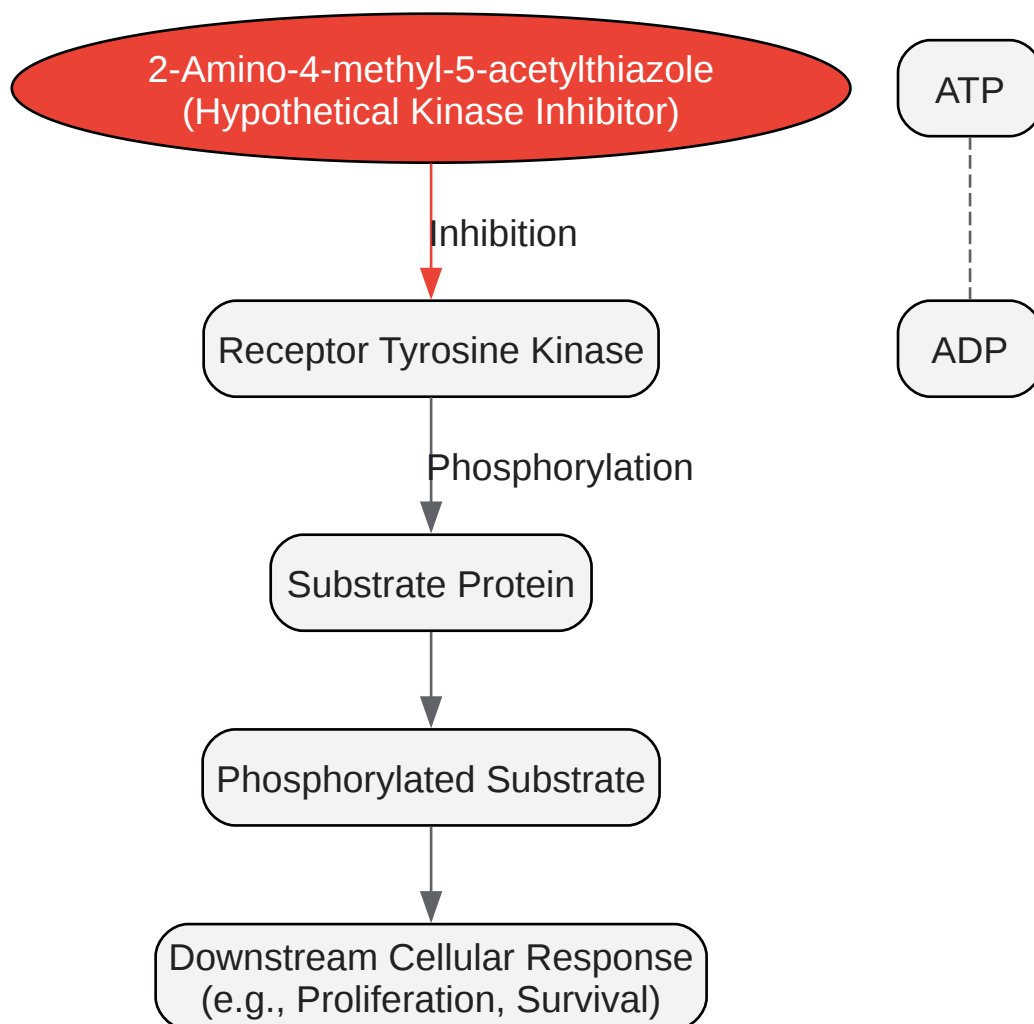 2-Amino-4-methyl-5-acetylthiazole
(Hypothetical Kinase Inhibitor)
ATP
Inhibition
Receptor Tyrosine Kinase
ADP
Phosphorylation
Substrate Protein
Phosphorylated Substrate
Downstream Cellular Response
(e.g., Proliferation, Survival)